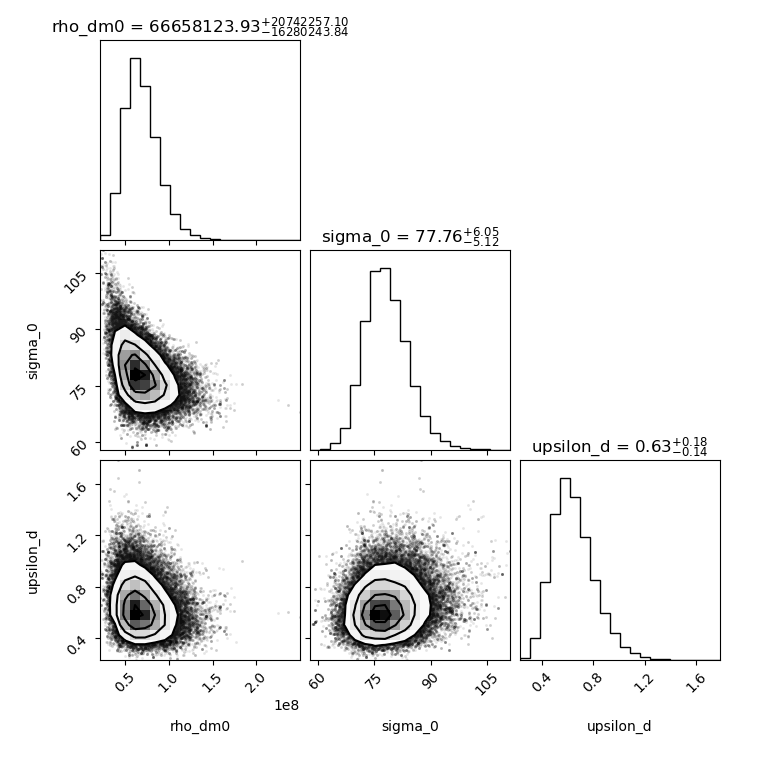 rho_dm0 = 66658123.93+20742257.10
−16280243.84
sigma_0 = 77.76+6.05
−5.12
105
90
75
60
sigma_0
upsilon_d = 0.63+0.18
−0.14
1.6
1.2
0.8
0.4
upsilon_d
0.5 1.0 1.5 2.0
1e8
rho_dm0
60 75 90 105
sigma_0
0.4 0.8 1.2 1.6
upsilon_d